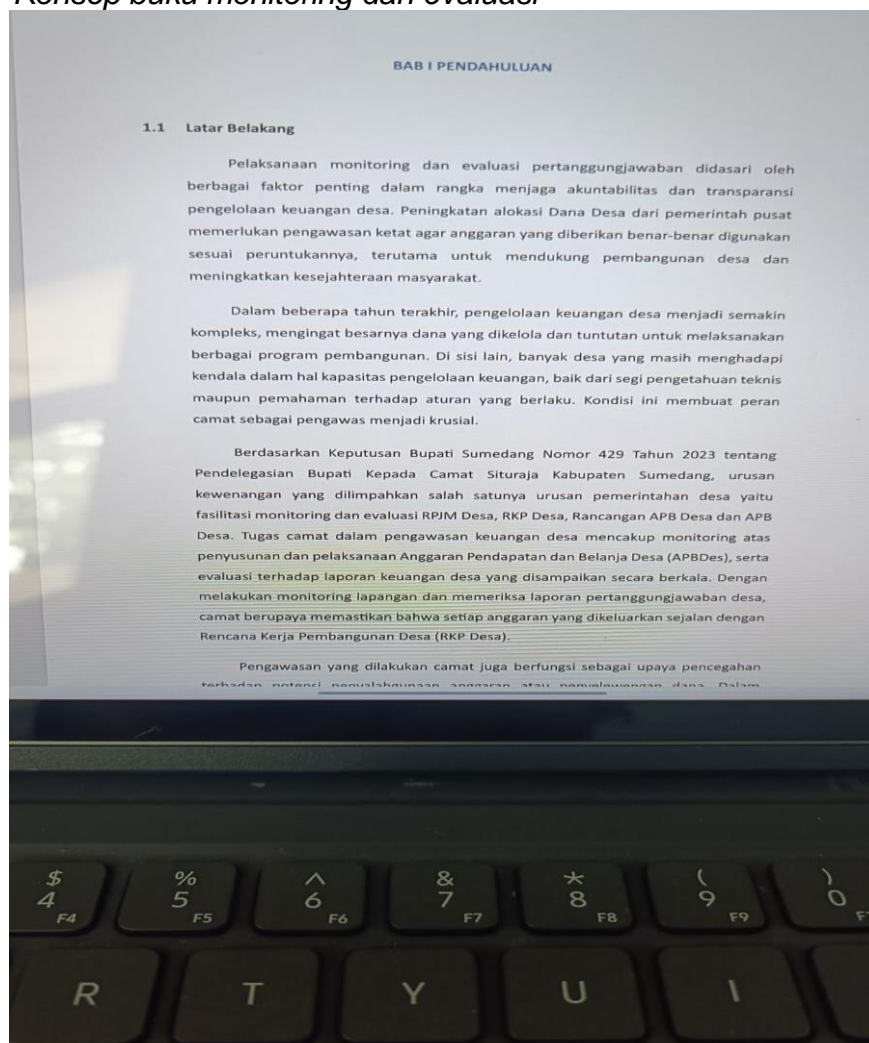 Konsep buku monitoring dan evaluasi
BAB I PENDAHULUAN
1.1 Latar Belakang
Pelaksanaan monitoring dan evaluasi pertanggungjawaban didasari oleh
berbagai faktor penting dalam rangka menjaga akuntabilitas dan transparansi
pengelolaan keuangan desa. Peningkatan alokasi Dana Desa dari pemerintah pusat
memerlukan pengawasan ketat agar anggaran yang diberikan benar-benar digunakan
sesuai peruntukannya, terutama untuk mendukung pembangunan desa dan
meningkatkan kesejahteraan masyarakat.
Dalam beberapa tahun terakhir, pengelolaan keuangan desa menjadi semakin
kompleks, mengingat besarnya dana yang dikelola dan tuntutan untuk melaksanakan
berbagai program pembangunan. Di sisi lain, banyak desa yang masih menghadapi
kendala dalam hal kapasitas pengelolaan keuangan, baik dari segi pengetahuan teknis
maupun pemahaman terhadap aturan yang berlaku. Kondisi ini membuat peran
camat sebagai pengawas menjadi krusial.
Berdasarkan Keputusan Bupati Sumedang Nomor 429 Tahun 2023 tentang
Pendelegasian Bupati Kepada Camat Situraja Kabupaten Sumedang, urusan
kewenangan yang dilimpahkan salah satunya urusan pemerintahan desa yaitu
fasilitasi monitoring dan evaluasi RPJM Desa, RKP Desa, Rancangan APB Desa dan APB
Desa. Tugas camat dalam pengawasan keuangan desa mencakup monitoring atas
penyusunan dan pelaksanaan Anggaran Pendapatan dan Belanja Desa (APBDes), serta
evaluasi terhadap laporan keuangan desa yang disampaikan secara berkala. Dengan
melakukan monitoring lapangan dan memeriksa laporan pertanggungjawaban desa,
camat berupaya memastikan bahwa setiap anggaran yang dikeluarkan sejalan dengan
Rencana Kerja Pembangunan Desa (RKP Desa).
Pengawasan yang dilakukan camat juga berfungsi sebagai upaya pencegahan
terhadap potensi penyalahgunaan anggaran atau penyelewengan dana. Dalam
$ % ^ & * ( )
4 5 6 7 8 9 0
F4 F5 F6 F7 F8 F9
R T Y U I